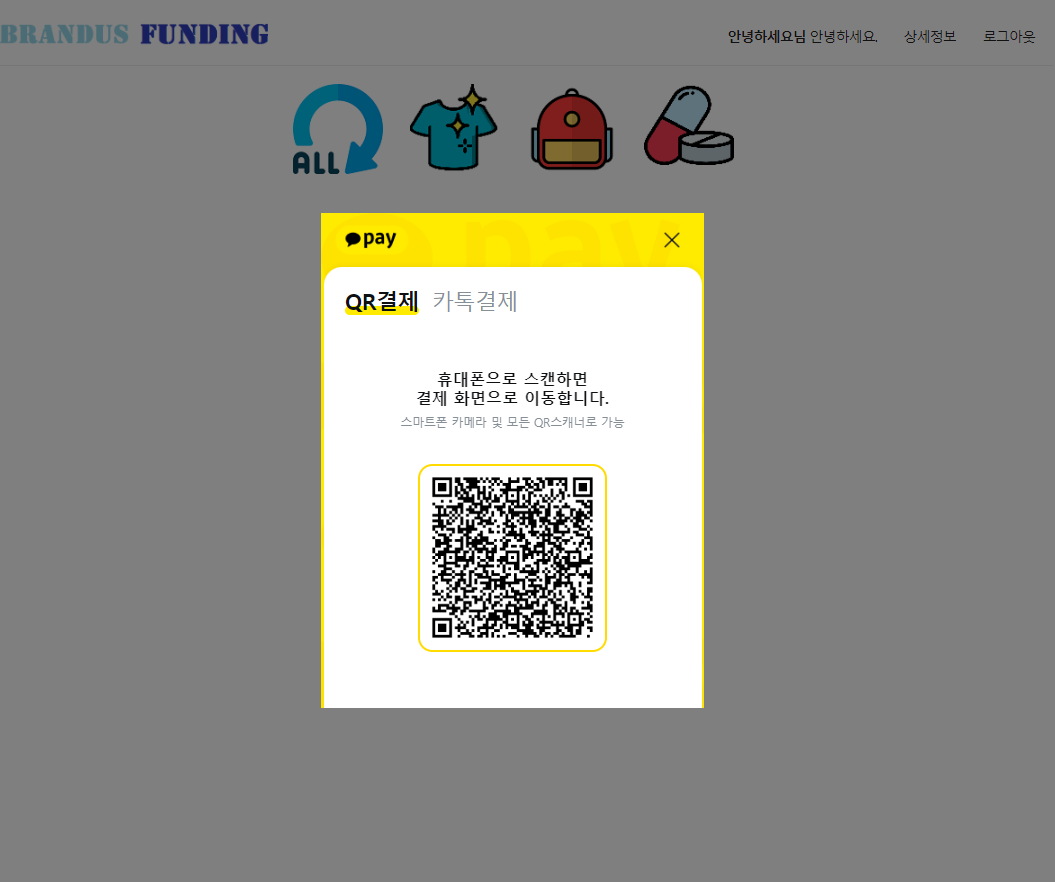 BRANDUS FUNDING
안녕하세요님 안녕하세요. 상세정보 로그아웃
ALL
pay
pay
QR결제 카톡결제
휴대폰으로 스캔하면
결제 화면으로 이동합니다.
스마트폰 카메라 및 모든 QR스캐너로 가능